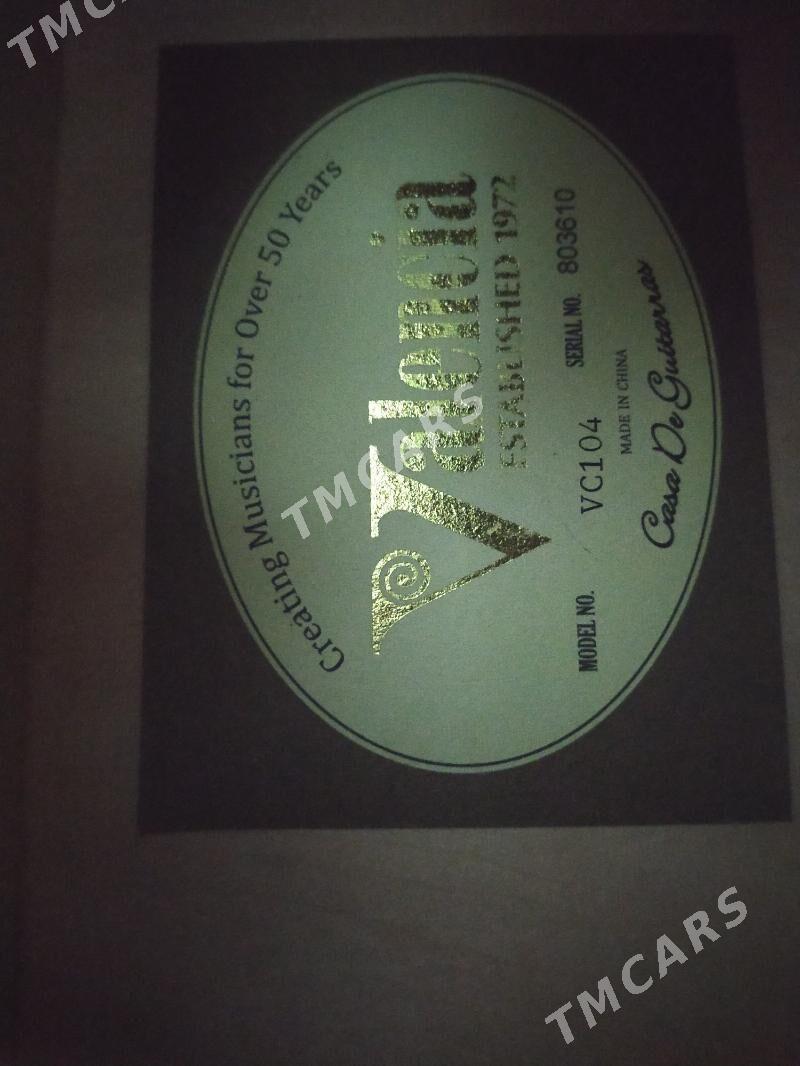 Creating Musicians for Over 50 Years
Valencia
ESTABLISHED 1972
MODEL NO. VC104 SERIAL NO. 803610
MADE IN CHINA
Casa De Guitarras
TMCARS
TMCARS
TMCARS